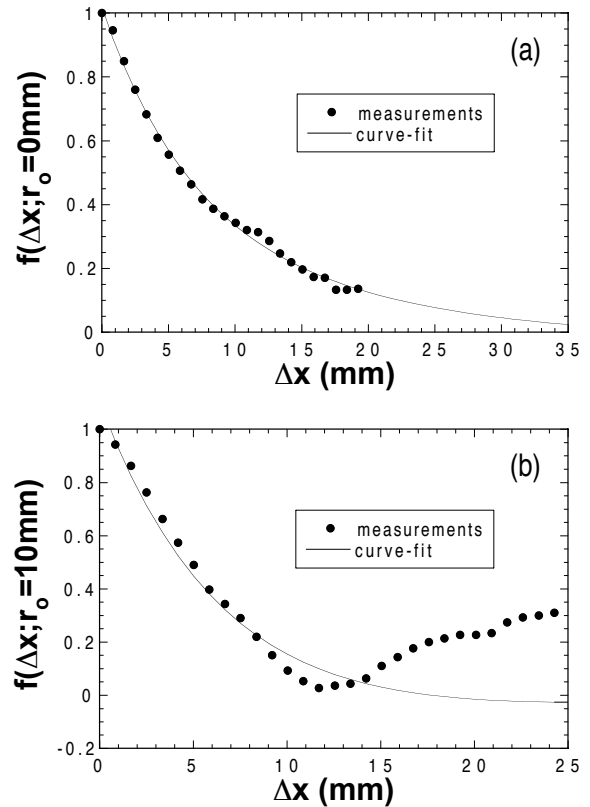 (a)
f(Δx;r_o=0mm)
1
0.8
0.6
0.4
0.2
0
measurements
curve-fit
0 5 10 15 20 25 30 35
Δx (mm)
(b)
f(Δx;r_o=10mm)
1
0.8
0.6
0.4
0.2
0
-0.2
measurements
curve-fit
0 5 10 15 20 25
Δx (mm)